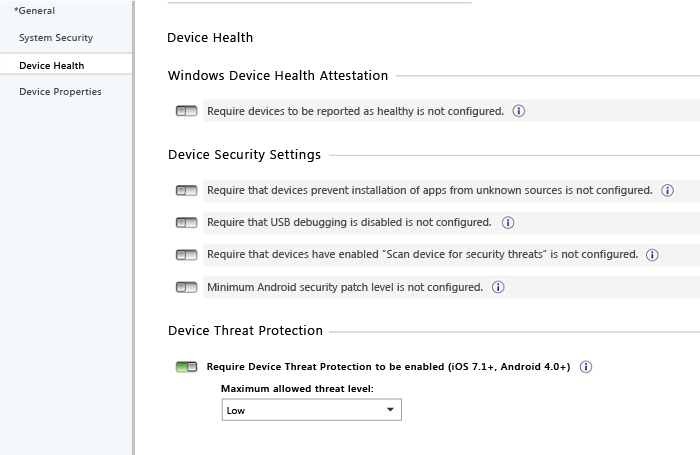 *General
System Security
Device Health
Device Properties
Device Health
Windows Device Health Attestation
Require devices to be reported as healthy is not configured.
Device Security Settings
Require that devices prevent installation of apps from unknown sources is not configured.
Require that USB debugging is disabled is not configured.
Require that devices have enabled “Scan device for security threats” is not configured.
Minimum Android security patch level is not configured.
Device Threat Protection
Require Device Threat Protection to be enabled (iOS 7.1+, Android 4.0+)
Maximum allowed threat level:
Low